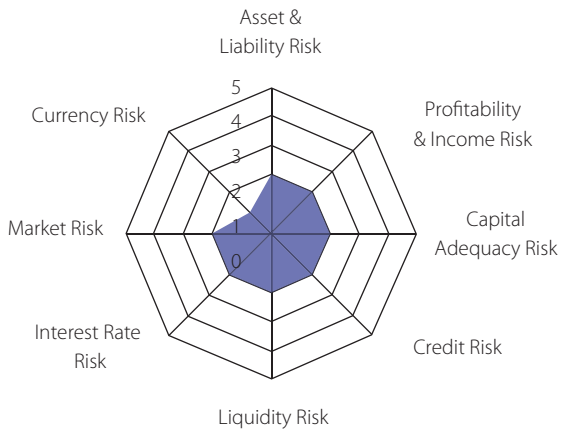 Asset &
Liability Risk
5
Profitability
& Income Risk
Currency Risk
4
3
2
Market Risk
1
Capital
Adequacy Risk
0
Interest Rate
Risk
Credit Risk
Liquidity Risk